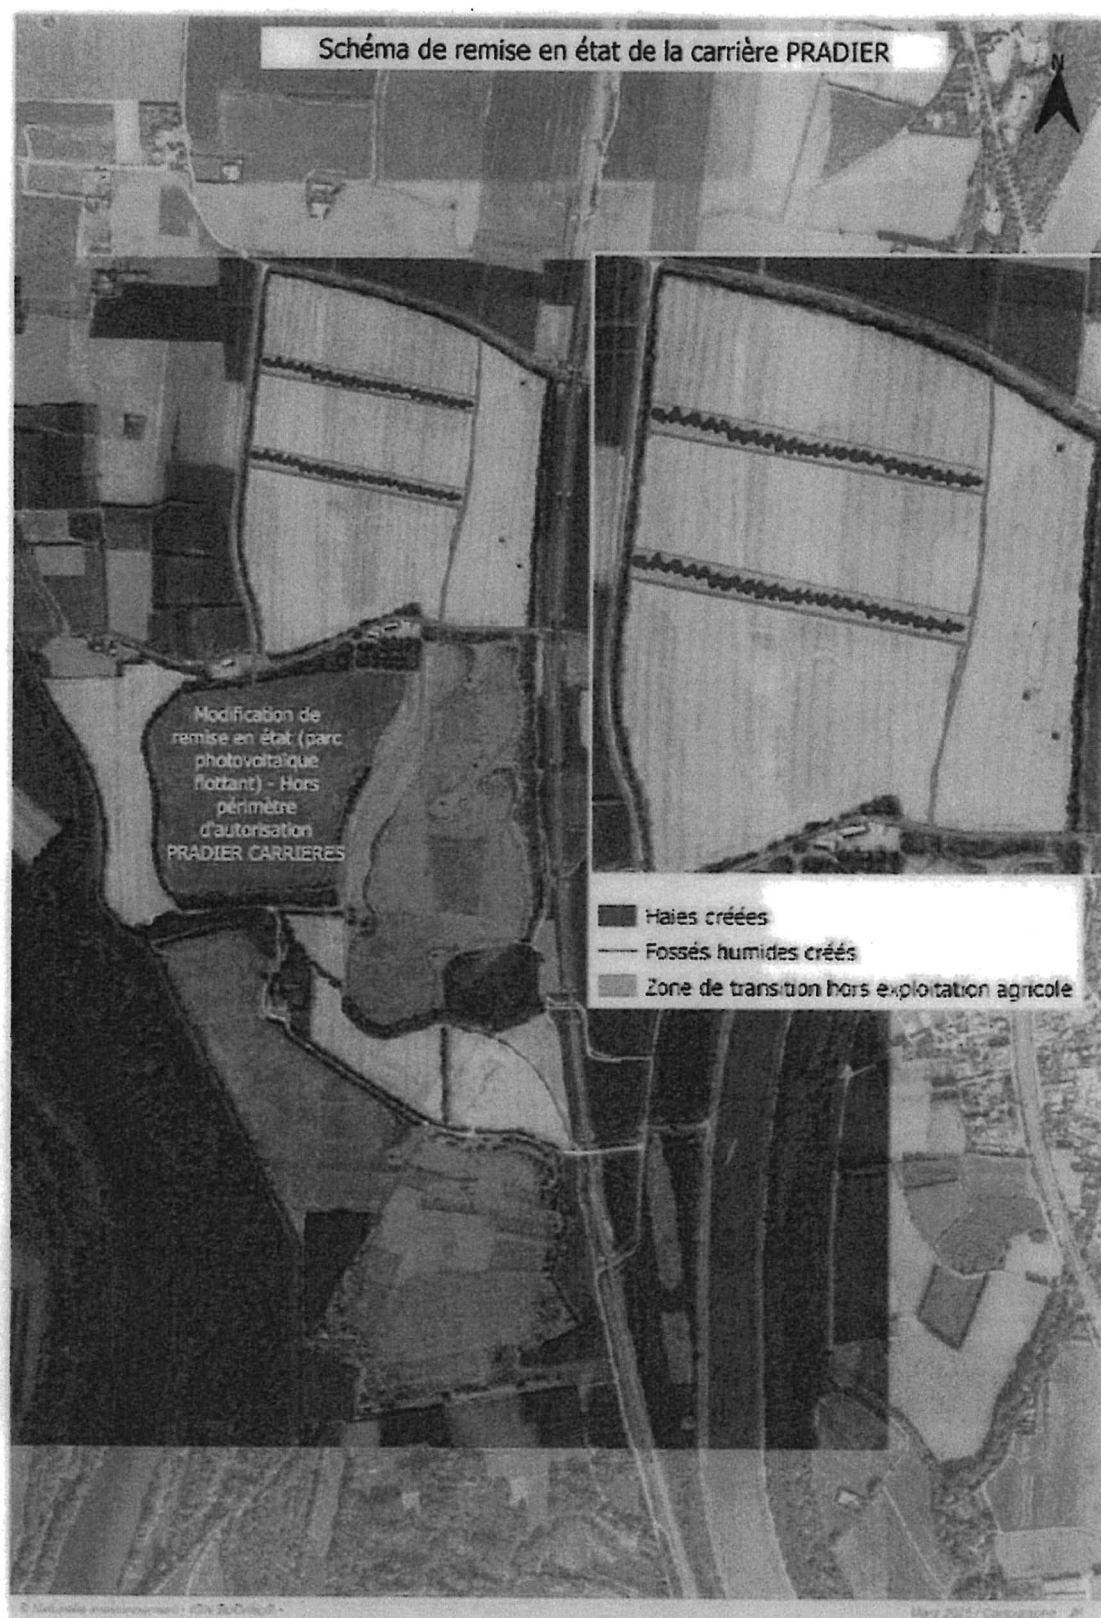 Schéma de remise en état de la carrière PRADIER
N
Modification de
remise en état (parc
photovoltaïque
flottant) - Hors
périmètre
d'autorisation
PRADIER CARRIERES
Haies créées
Fossés humides créés
Zone de transition hors exploitation agricole